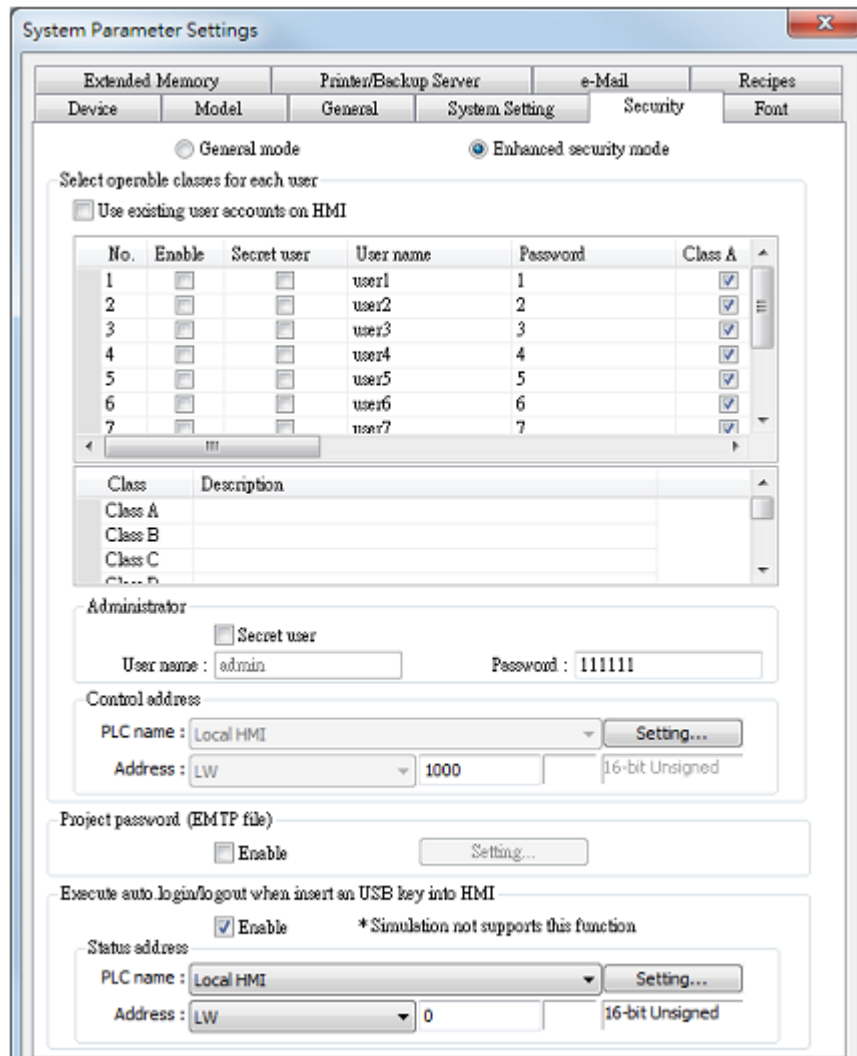 System Parameter Settings
Extended Memory Printer/Backup Server e-Mail Recipes
Device Model General System Setting Security Font
General mode Enhanced security mode
Select operable classes for each user
Use existing user accounts on HMI
No. Enable Secret user User name Password Class A
1 user1 1
2 user2 2
3 user3 3
4 user4 4
5 user5 5
6 user6 6
7 user7 7
Class Description
Class A
Class B
Class C
Class D
Administrator
Secret user
User name : admin Password : 111111
Control address
PLC name : Local HMI Setting...
Address : LW 1000 16-bit Unsigned
Project password (EMTP file)
Enable Setting...
Execute auto.login/logout when insert an USB key into HMI
Enable *Simulation not supports this function
Status address
PLC name : Local HMI Setting...
Address : LW 0 16-bit Unsigned